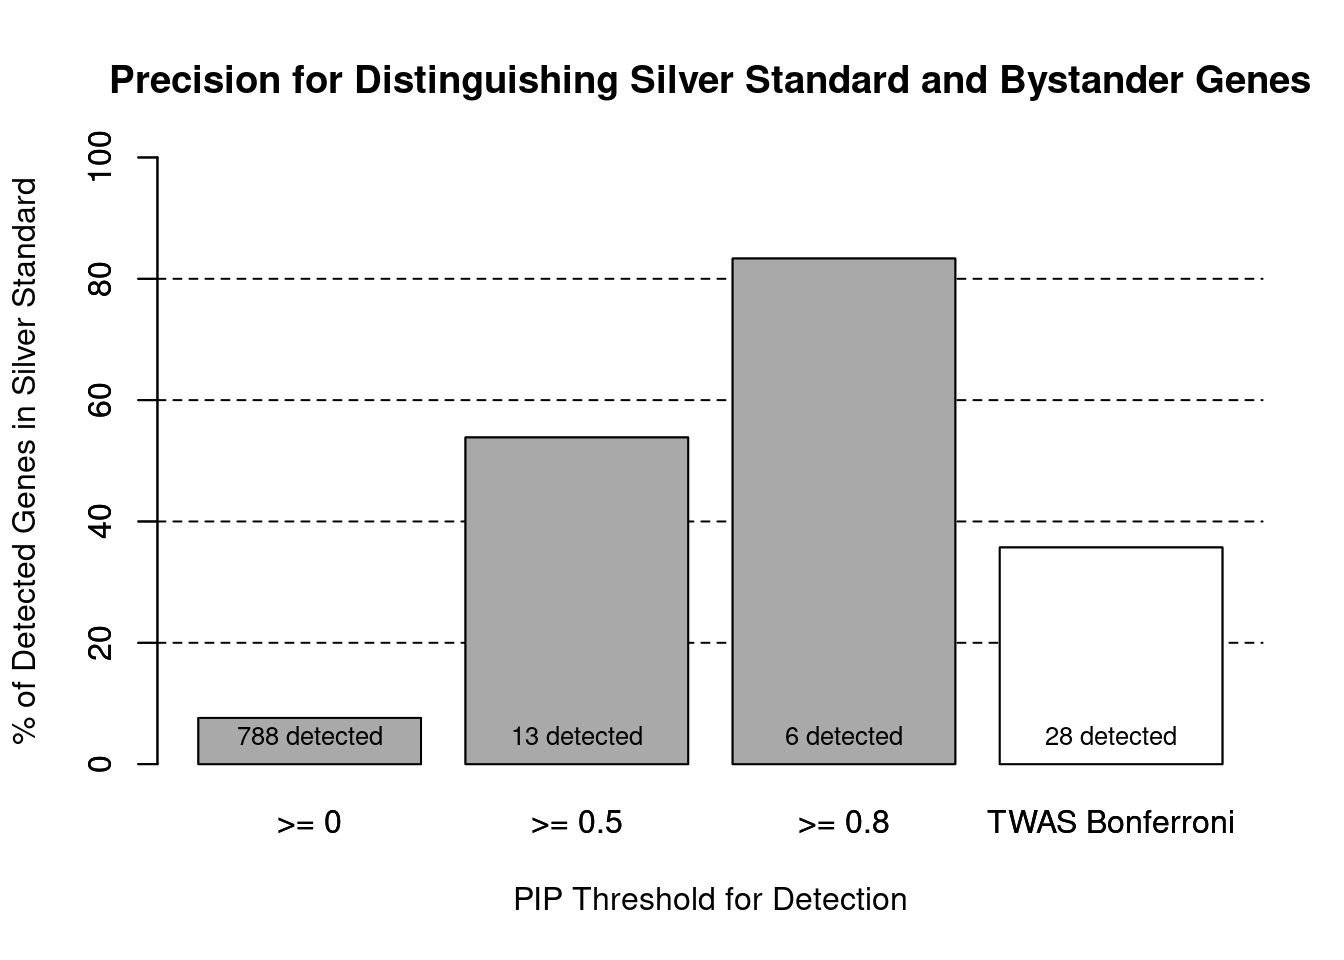 Precision for Distinguishing Silver Standard and Bystander Genes
% of Detected Genes in Silver Standard
100
80
60
40
20
0
788 detected
13 detected
6 detected
28 detected
>= 0
>= 0.5
>= 0.8
TWAS Bonferroni
PIP Threshold for Detection